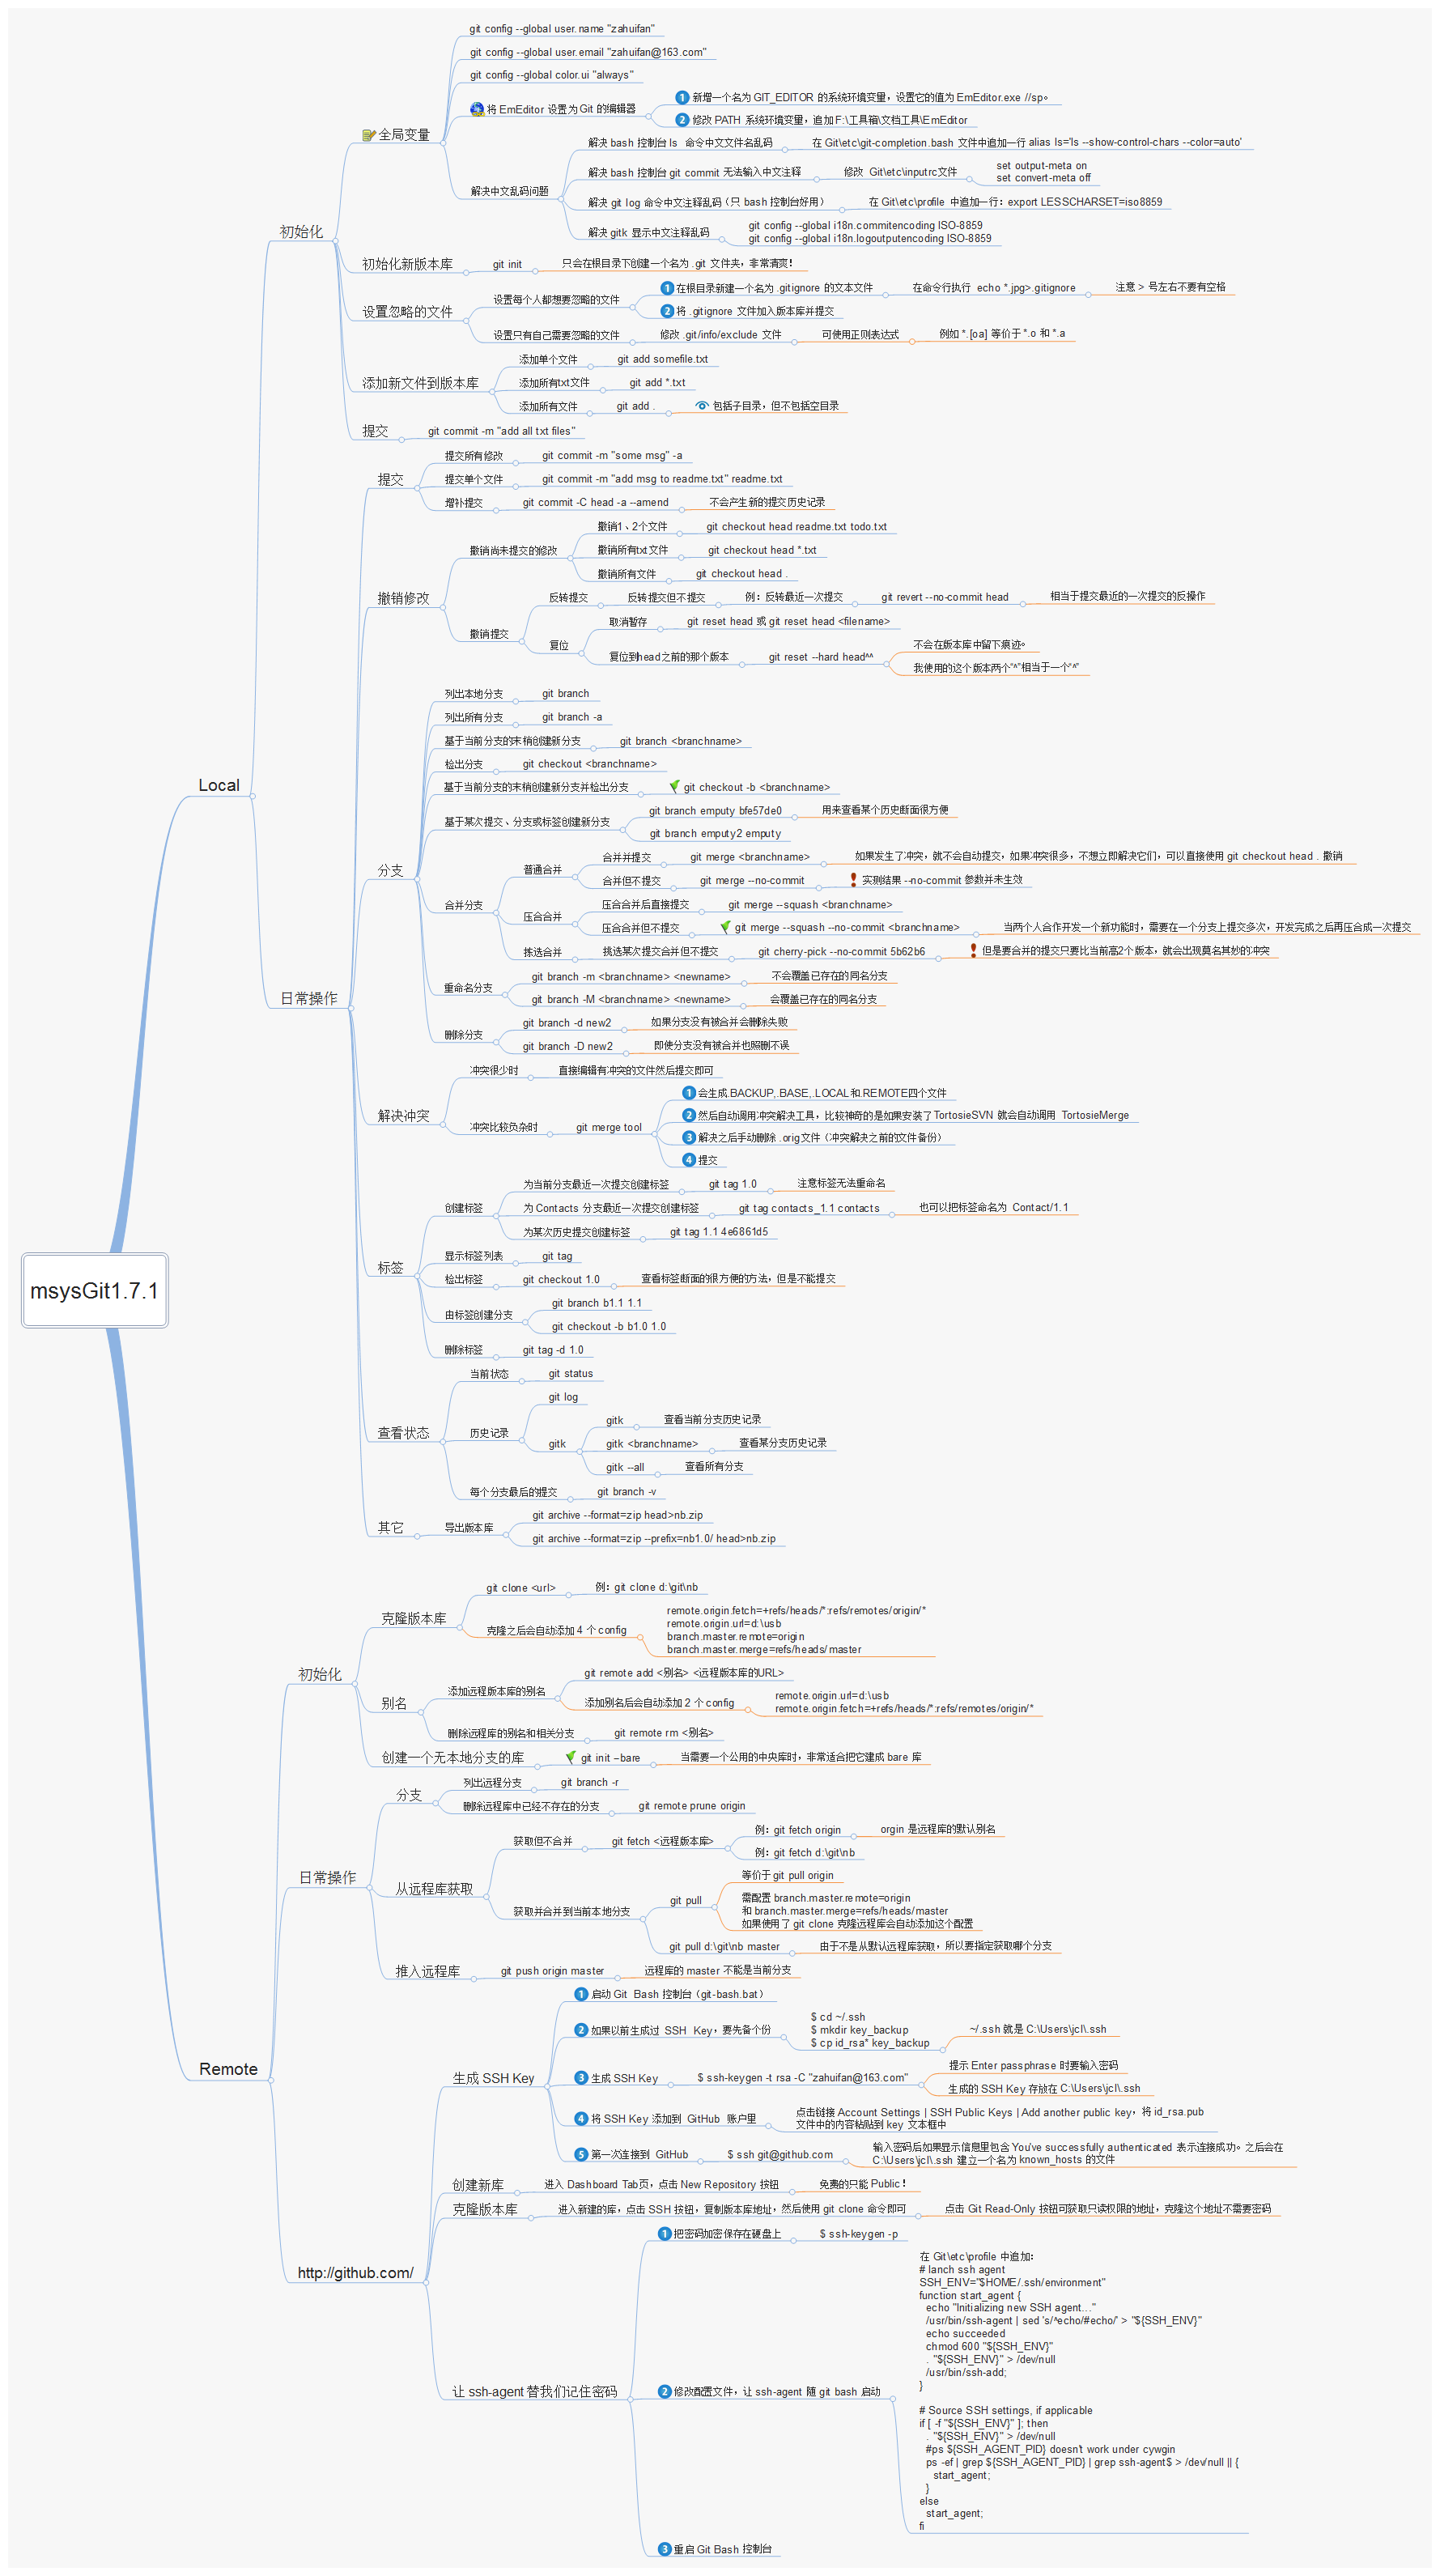 msysGit1.7.1
Local
初始化
全局变量
git config --global user.name "zahuifan"
git config --global user.email "zahuifan@163.com"
git config --global color.ui "always"
将 EmEditor 设置为 Git 的编辑器
1 新增一个名为 GIT_EDITOR 的系统环境变量，设置它的值为 EmEditor.exe //sp。
2 修改 PATH 系统环境变量，追加 F:\工具箱\文档工具\EmEditor
解决中文乱码问题
解决 bash 控制台 ls 命令中文文件名乱码
在 Git\etc\git-completion.bash 文件中追加一行 alias ls='ls --show-control-chars --color=auto'
解决 bash 控制台 git commit 无法输入中文注释
修改 Git\etc\inputrc文件
set output-meta on
set convert-meta off
解决 git log 命令中文注释乱码（只 bash 控制台好用）
在 Git\etc\profile 中追加一行：export LESSCHARSET=iso8859
解决 gitk 显示中文注释乱码
git config --global i18n.commitencoding ISO-8859
git config --global i18n.logoutputencoding ISO-8859
初始化新版本库
git init
只会在根目录下创建一个名为 .git 文件夹，非常清爽！
设置忽略的文件
设置每个人都想要忽略的文件
1 在根目录新建一个名为 .gitignore 的文本文件
在命令行执行 echo *.jpg>.gitignore
注意 > 号左右不要有空格
2 将 .gitignore 文件加入版本库并提交
设置只有自己需要忽略的文件
修改 .git/info/exclude 文件
可使用正则表达式
例如 *.[oa] 等价于 *.o 和 *.a
添加新文件到版本库
添加单个文件
git add somefile.txt
添加所有txt文件
git add *.txt
添加所有文件
git add .
包括子目录，但不包括空目录
提交
git commit -m "add all txt files"
日常操作
提交
提交所有修改
git commit -m "some msg" -a
提交单个文件
git commit -m "add msg to readme.txt" readme.txt
增补提交
git commit -C head -a --amend
不会产生新的提交历史记录
撤销修改
撤销尚未提交的修改
撤销1、2个文件
git checkout head readme.txt todo.txt
撤销所有txt文件
git checkout head *.txt
撤销所有文件
git checkout head .
撤销提交
反转提交
反转提交但不提交
例：反转最近一次提交
git revert --no-commit head
相当于提交最近的一次提交的反操作
复位
取消暂存
git reset head 或 git reset head <filename>
复位到head之前的那个版本
git reset --hard head^^
不会在版本库中留下痕迹。
我使用的这个版本两个"^"相当于一个"^"
分支
列出本地分支
git branch
列出所有分支
git branch -a
基于当前分支的末梢创建新分支
git branch <branchname>
检出分支
git checkout <branchname>
基于当前分支的末梢创建新分支并检出分支
git checkout -b <branchname>
基于某次提交、分支或标签创建新分支
git branch emputy bfe57de0
用来查看某个历史断面很方便
git branch emputy2 emputy
合并分支
普通合并
合并并提交
git merge <branchname>
如果发生了冲突，就不会自动提交，如果冲突很多，不想立即解决它们，可以直接使用 git checkout head . 撤销
合并但不提交
git merge --no-commit
实测结果 --no-commit 参数并未生效
压合合并
压合合并后直接提交
git merge --squash <branchname>
压合合并但不提交
git merge --squash --no-commit <branchname>
当两个人合作开发一个新功能时，需要在一个分支上提交多次，开发完成之后再压合成一次提交
拣选合并
挑选某次提交合并但不提交
git cherry-pick --no-commit 5b62b6
但是要合并的提交只要比当前高2个版本，就会出现莫名其妙的冲突
重命名分支
git branch -m <branchname> <newname>
不会覆盖已存在的同名分支
git branch -M <branchname> <newname>
会覆盖已存在的同名分支
删除分支
git branch -d new2
如果分支没有被合并会删除失败
git branch -D new2
即使分支没有被合并也照删不误
解决冲突
冲突很少时
直接编辑有冲突的文件然后提交即可
冲突比较负杂时
git merge tool
1 会生成.BACKUP,.BASE,.LOCAL和.REMOTE四个文件
2 然后自动调用冲突解决工具，比较神奇的是如果安装了TortosieSVN 就会自动调用 TortosieMerge
3 解决之后手动删除 .orig文件（冲突解决之前的文件备份）
4 提交
标签
创建标签
为当前分支最近一次提交创建标签
git tag 1.0
注意标签无法重命名
为 Contacts 分支最近一次提交创建标签
git tag contacts_1.1 contacts
也可以把标签命名为 Contact/1.1
为某次历史提交创建标签
git tag 1.1 4e6861d5
显示标签列表
git tag
检出标签
git checkout 1.0
查看标签断面的很方便的方法，但是不能提交
由标签创建分支
git branch b1.1 1.1
git checkout -b b1.0 1.0
删除标签
git tag -d 1.0
查看状态
当前状态
git status
历史记录
git log
gitk
gitk
查看当前分支历史记录
gitk <branchname>
查看某分支历史记录
gitk --all
查看所有分支
每个分支最后的提交
git branch -v
其它
导出版本库
git archive --format=zip head>nb.zip
git archive --format=zip --prefix=nb1.0/ head>nb.zip
Remote
初始化
克隆版本库
git clone <url>
例：git clone d:\git\nb
克隆之后会自动添加 4 个 config
remote.origin.fetch=+refs/heads/*:refs/remotes/origin/*
remote.origin.url=d:\usb
branch.master.remote=origin
branch.master.merge=refs/heads/master
别名
添加远程版本库的别名
git remote add <别名> <远程版本库的URL>
添加别名后会自动添加 2 个 config
remote.origin.url=d:\usb
remote.origin.fetch=+refs/heads/*:refs/remotes/origin/*
删除远程库的别名和相关分支
git remote rm <别名>
创建一个无本地分支的库
git init –bare
当需要一个公用的中央库时，非常适合把它建成 bare 库
日常操作
分支
列出远程分支
git branch -r
删除远程库中已经不存在的分支
git remote prune origin
从远程库获取
获取但不合并
git fetch <远程版本库>
例：git fetch origin
orgin 是远程库的默认别名
例：git fetch d:\git\nb
获取并合并到当前本地分支
git pull
等价于 git pull origin
需配置 branch.master.remote=origin
和 branch.master.merge=refs/heads/master
如果使用了 git clone 克隆远程库会自动添加这个配置
git pull d:\git\nb master
由于不是从默认远程库获取，所以要指定获取哪个分支
推入远程库
git push origin master
远程库的 master 不能是当前分支
http://github.com/
生成 SSH Key
1 启动 Git Bash 控制台（git-bash.bat）
2 如果以前生成过 SSH Key，要先备个份
$ cd ~/.ssh
$ mkdir key_backup
$ cp id_rsa* key_backup
~/.ssh 就是 C:\Users\jcl\.ssh
3 生成 SSH Key
$ ssh-keygen -t rsa -C "zahuifan@163.com"
提示 Enter passphrase 时要输入密码
生成的 SSH Key 存放在 C:\Users\jcl\.ssh
4 将 SSH Key 添加到 GitHub 账户里
点击链接 Account Settings | SSH Public Keys | Add another public key，将 id_rsa.pub
文件中的内容粘贴到 key 文本框中
5 第一次连接到 GitHub
$ ssh git@github.com
输入密码后如果显示信息里包含 You've successfully authenticated 表示连接成功。之后会在
C:\Users\jcl\.ssh 建立一个名为 known_hosts 的文件
创建新库
进入 Dashboard Tab页，点击 New Repository 按钮
免费的只能 Public！
克隆版本库
进入新建的库，点击 SSH 按钮，复制版本库地址，然后使用 git clone 命令即可
点击 Git Read-Only 按钮可获取只读权限的地址，克隆这个地址不需要密码
让 ssh-agent 替我们记住密码
1 把密码加密保存在硬盘上
$ ssh-keygen -p
2 修改配置文件，让 ssh-agent 随 git bash 启动
在 Git\etc\profile 中追加：
# lanch ssh agent
SSH_ENV="$HOME/.ssh/environment"
function start_agent {
echo "Initializing new SSH agent..."
/usr/bin/ssh-agent | sed 's/^echo/#echo/' > "${SSH_ENV}"
echo succeeded
chmod 600 "${SSH_ENV}"
. "${SSH_ENV}" > /dev/null
/usr/bin/ssh-add;
}
# Source SSH settings, if applicable
if [ -f "${SSH_ENV}" ]; then
. "${SSH_ENV}" > /dev/null
#ps ${SSH_AGENT_PID} doesn't work under cywgin
ps -ef | grep ${SSH_AGENT_PID} | grep ssh-agent$ > /dev/null || {
start_agent;
}
else
start_agent;
fi
3 重启 Git Bash 控制台